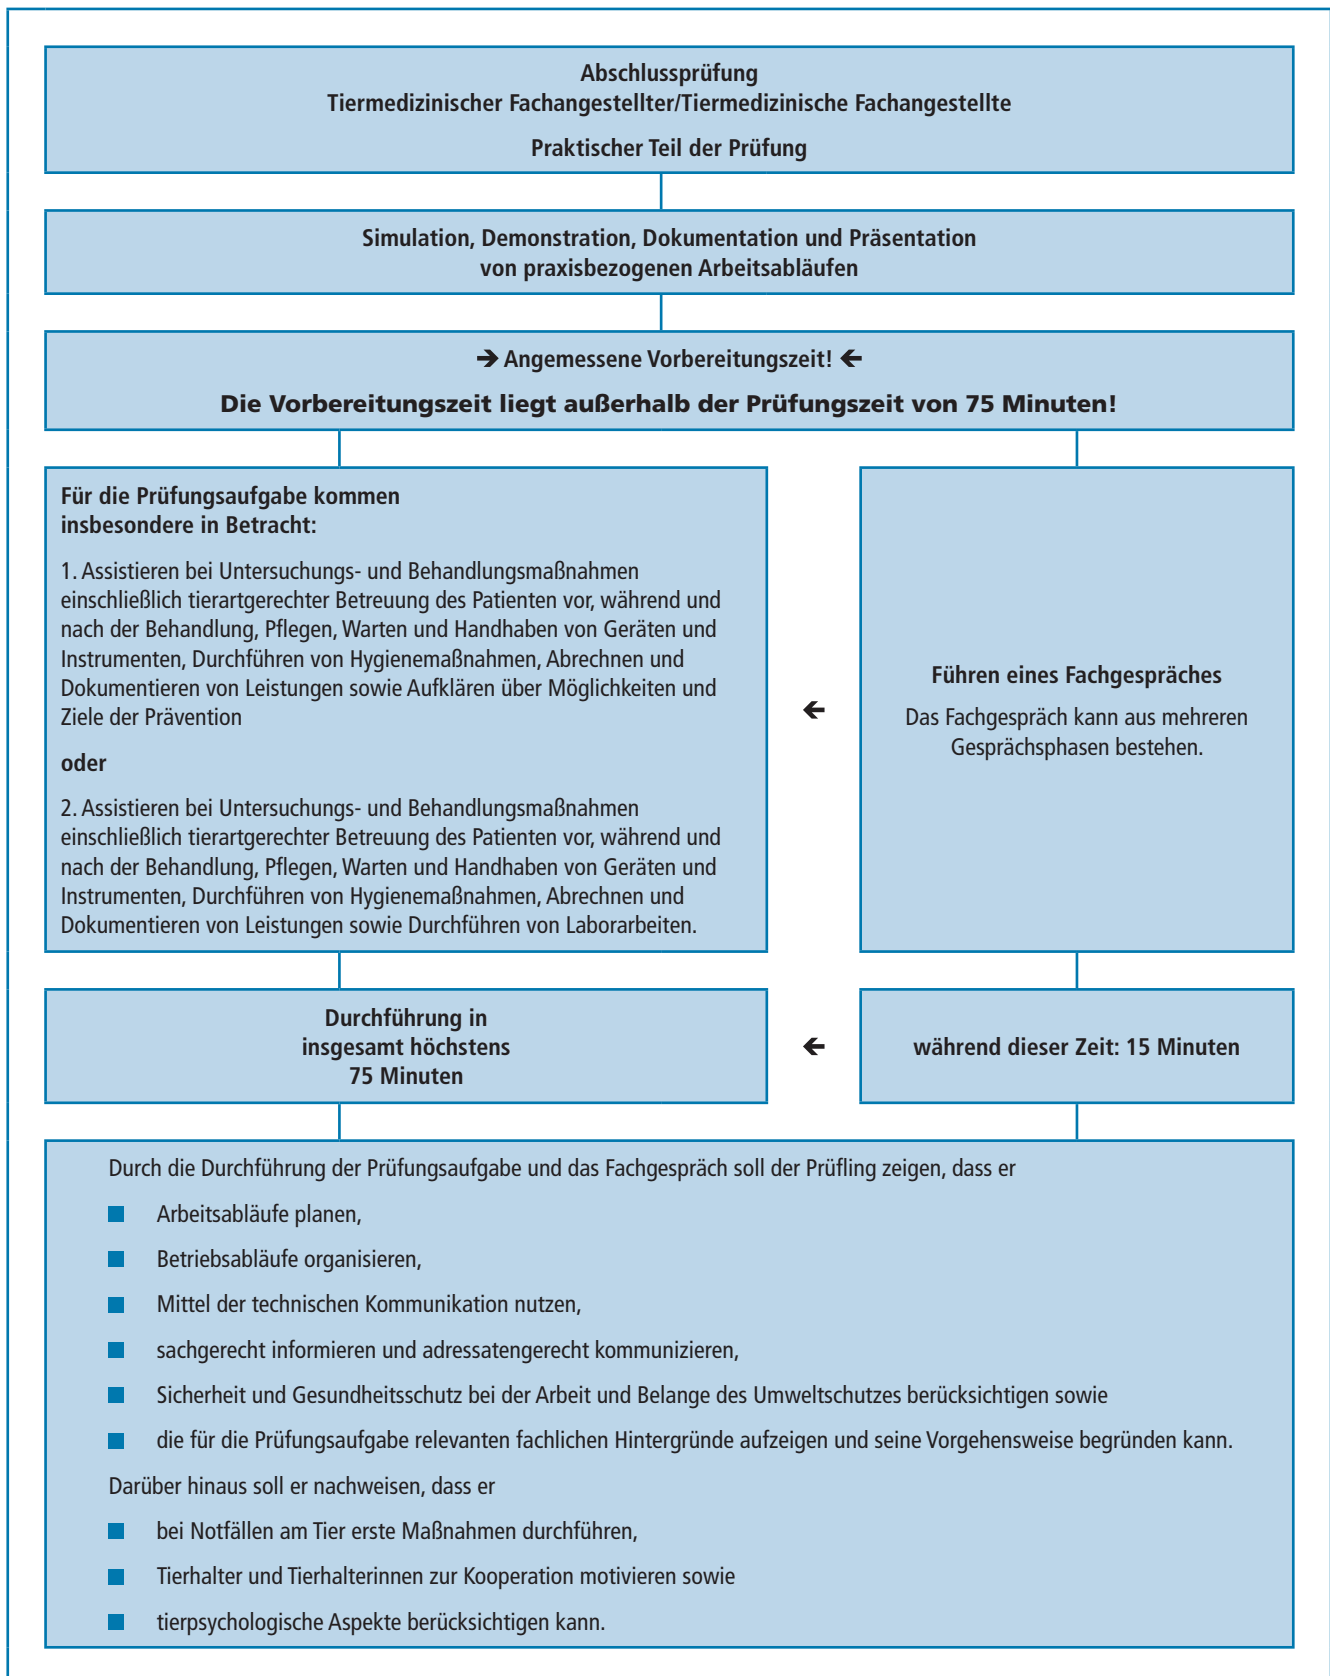 Abschlussprüfung
Tiermedizinischer Fachangestellter/Tiermedizinische Fachangestellte
Praktischer Teil der Prüfung
Simulation, Demonstration, Dokumentation und Präsentation
von praxisbezogenen Arbeitsabläufen
➔ Angemessene Vorbereitungszeit! 🡸
Die Vorbereitungszeit liegt außerhalb der Prüfungszeit von 75 Minuten!
Für die Prüfungsaufgabe kommen
insbesondere in Betracht:
1. Assistieren bei Untersuchungs- und Behandlungsmaßnahmen
einschließlich tierartgerechter Betreuung des Patienten vor, während und
nach der Behandlung, Pflegen, Warten und Handhaben von Geräten und
Instrumenten, Durchführen von Hygienemaßnahmen, Abrechnen und
Dokumentieren von Leistungen sowie Aufklären über Möglichkeiten und
Ziele der Prävention
oder
2. Assistieren bei Untersuchungs- und Behandlungsmaßnahmen
einschließlich tierartgerechter Betreuung des Patienten vor, während und
nach der Behandlung, Pflegen, Warten und Handhaben von Geräten und
Instrumenten, Durchführen von Hygienemaßnahmen, Abrechnen und
Dokumentieren von Leistungen sowie Durchführen von Laborarbeiten.
Führen eines Fachgespräches
Das Fachgespräch kann aus mehreren
Gesprächsphasen bestehen.
Durchführung in
insgesamt höchstens
75 Minuten
während dieser Zeit: 15 Minuten
Durch die Durchführung der Prüfungsaufgabe und das Fachgespräch soll der Prüfling zeigen, dass er
■ Arbeitsabläufe planen,
■ Betriebsabläufe organisieren,
■ Mittel der technischen Kommunikation nutzen,
■ sachgerecht informieren und adressatengerecht kommunizieren,
■ Sicherheit und Gesundheitsschutz bei der Arbeit und Belange des Umweltschutzes berücksichtigen sowie
■ die für die Prüfungsaufgabe relevanten fachlichen Hintergründe aufzeigen und seine Vorgehensweise begründen kann.
Darüber hinaus soll er nachweisen, dass er
■ bei Notfällen am Tier erste Maßnahmen durchführen,
■ Tierhalter und Tierhalterinnen zur Kooperation motivieren sowie
■ tierpsychologische Aspekte berücksichtigen kann.